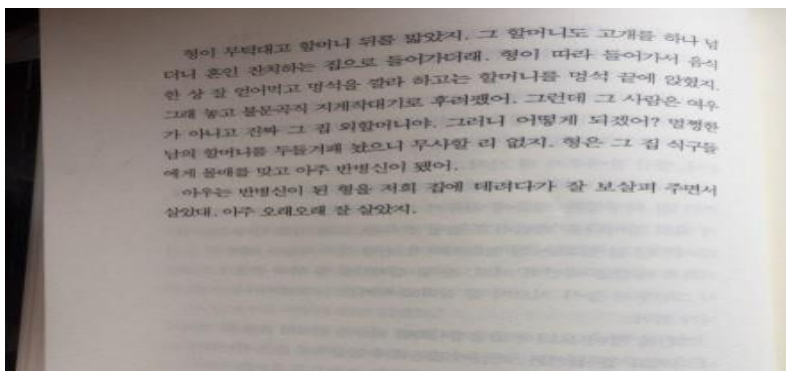 형이 무턱대고 할머니 뒤를 밟았지. 그 할머니도 고개를 하나 넘
더니 혼인 잔치하는 집으로 들어가더래. 형이 따라 들어가서 음식
한 상 잘 얻어먹고 멍석을 깔라 하고는 할머니를 멍석 끝에 앉혔지.
그래 놓고 불문곡직 지게작대기로 후려팼어. 그런데 그 사람은 여우
가 아니고 진짜 그 집 외할머니야. 그러니 어떻게 되겠어? 멀쩡한
남의 할머니를 두들겨패 놨으니 무사할 리 없지. 형은 그 집 식구들
에게 몰매를 맞고 아주 반병신이 됐어.
아우는 반병신이 된 형을 저희 집에 데려다가 잘 보살펴 주면서
살았대. 아주 오래오래 잘 살았지.